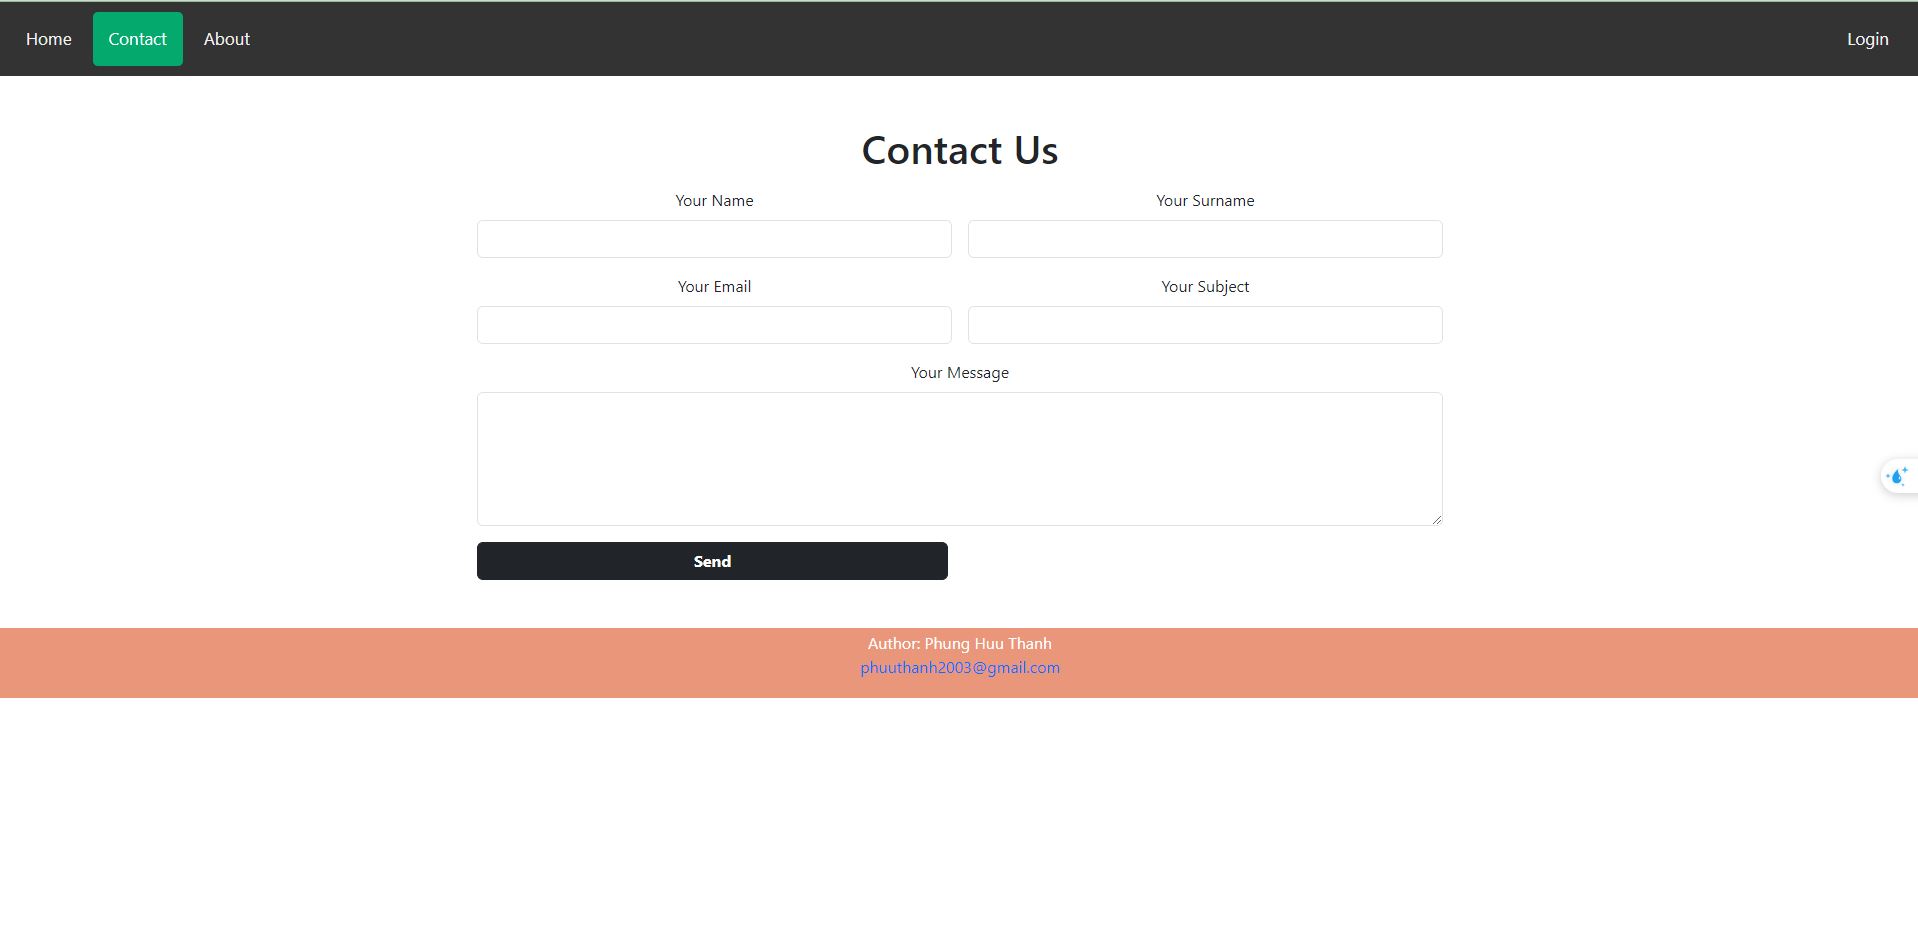 Home Contact About Login
Contact Us
Your Name Your Surname
Your Email Your Subject
Your Message
Send
Author: Phung Huu Thanh
phuuthanh2003@gmail.com